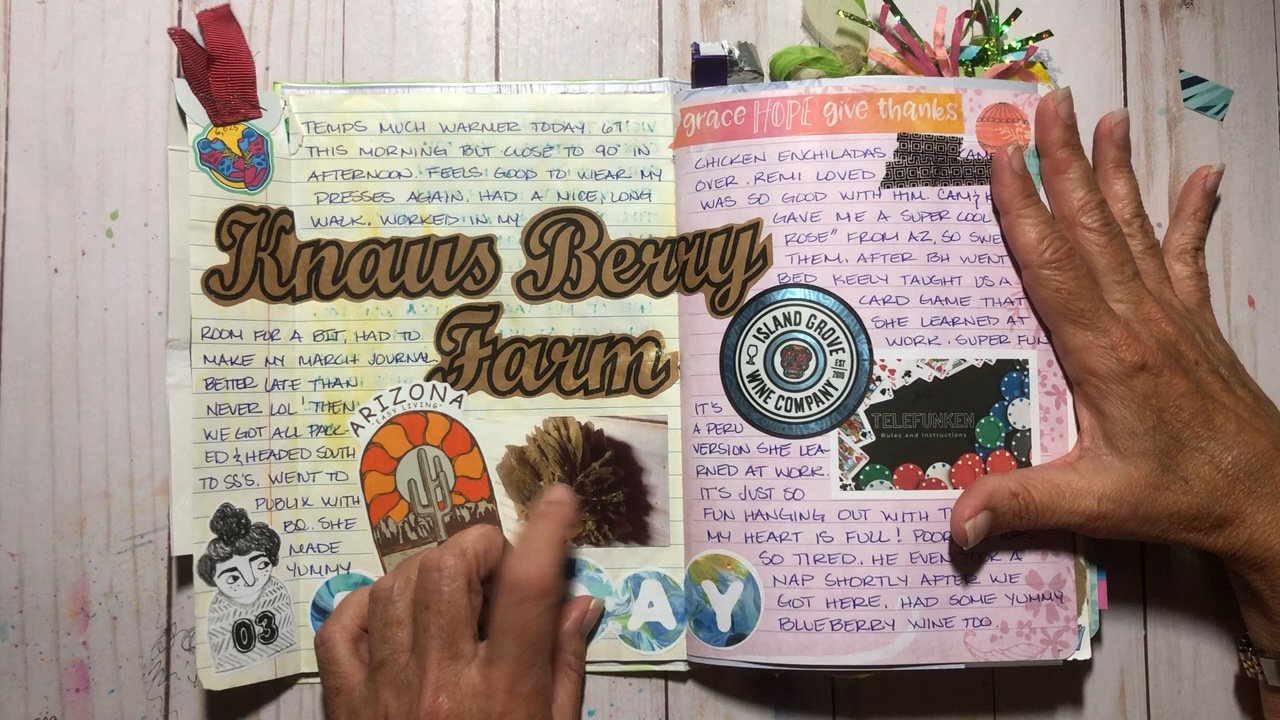 TEMPS MUCH WARMER TODAY. 67
THIS MORNING BUT CLOSE TO 90 IN
AFTERNOON. FEELS GOOD TO WEAR MY
PRESSES AGAIN. HAD A NICE, LONG
WALK. WORKED IN MY
Knaus Berry
Farm
ROOM FOR A BIT, HAD TO
MAKE MY MARCH JOURNAL
BETTER LATE THAN
NEVER LOL! THEN
WE GOT ALL PACK-
ED & HEADED SOUTH
TO SS'S. WENT TO
PUBLIX WITH
BQ. SHE
MADE
YUMMY
ARIZONA
-EASY LIVING-
03
A Y
grace HOPE give thanks
CHICKEN ENCHILADAS
OVER. REMI LOVED
WAS SO GOOD WITH HIM. CAM &
GAVE ME A SUPER COOL
ROSE" FROM AZ, SO SWE
THEM. AFTER BH WENT
BED KEELY TAUGHT US A
CARD GAME THAT
SHE LEARNED AT
WORK. SUPER FUN
ISLAND GROVE
EST 2010
WINE COMPANY
TELEFUNKEN
Rules and Instructions
IT'S
A PERU
VERSION SHE LEA-
RNED AT WORK.
IT'S JUST SO
FUN HANGING OUT WITH
MY HEART IS FULL! POOR WAS
SO TIRED. HE EVEN TOOK A
NAP SHORTLY AFTER WE
GOT HERE. HAD SOME YUMMY
BLUEBERRY WINE TOO.